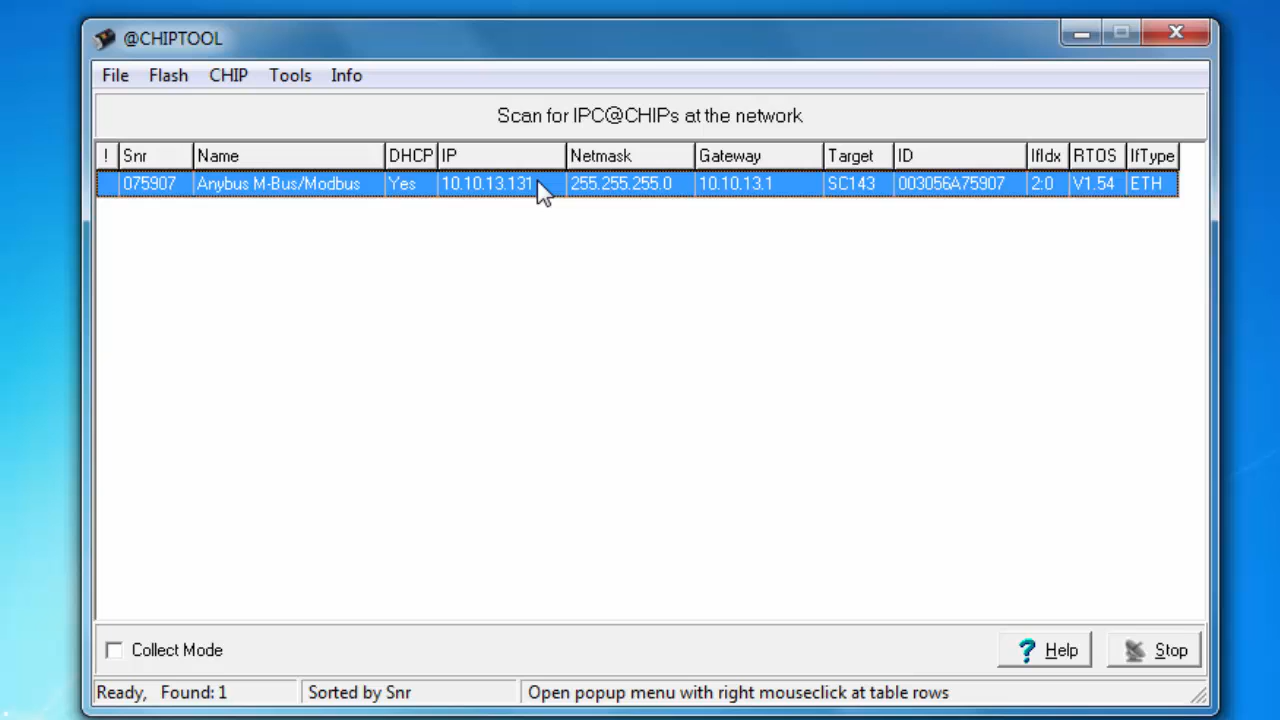 @CHIPTOOL
File Flash CHIP Tools Info
Scan for IPC@CHIPs at the network
! Snr Name DHCP IP Netmask Gateway Target ID IfIdx RTOS IfType
075907 Anybus M-Bus/Modbus Yes 10.10.13.131 255.255.255.0 10.10.13.1 SC143 003056A75907 2:0 V1.54 ETH
Collect Mode ? Help Stop
Ready, Found: 1 Sorted by Snr Open popup menu with right mouseclick at table rows